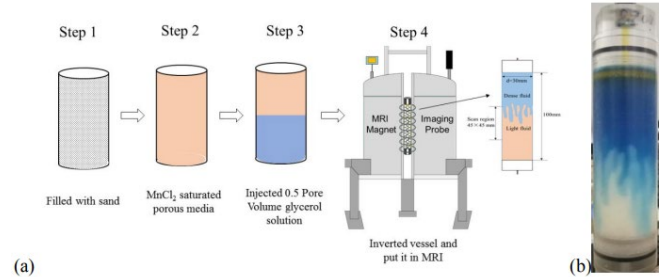 Step 1
Step 2
Step 3
Step 4
Filled with sand
MnCl2 saturated
porous media
Injected 0.5 Pore
Volume glycerol
solution
MRI
Magnet
Imaging
Probe
d=38mm
Dense fluid
Light fluid
Scan region
45×45 mm
100mm
Inverted vessel and
put it in MRI
(a)
(b)